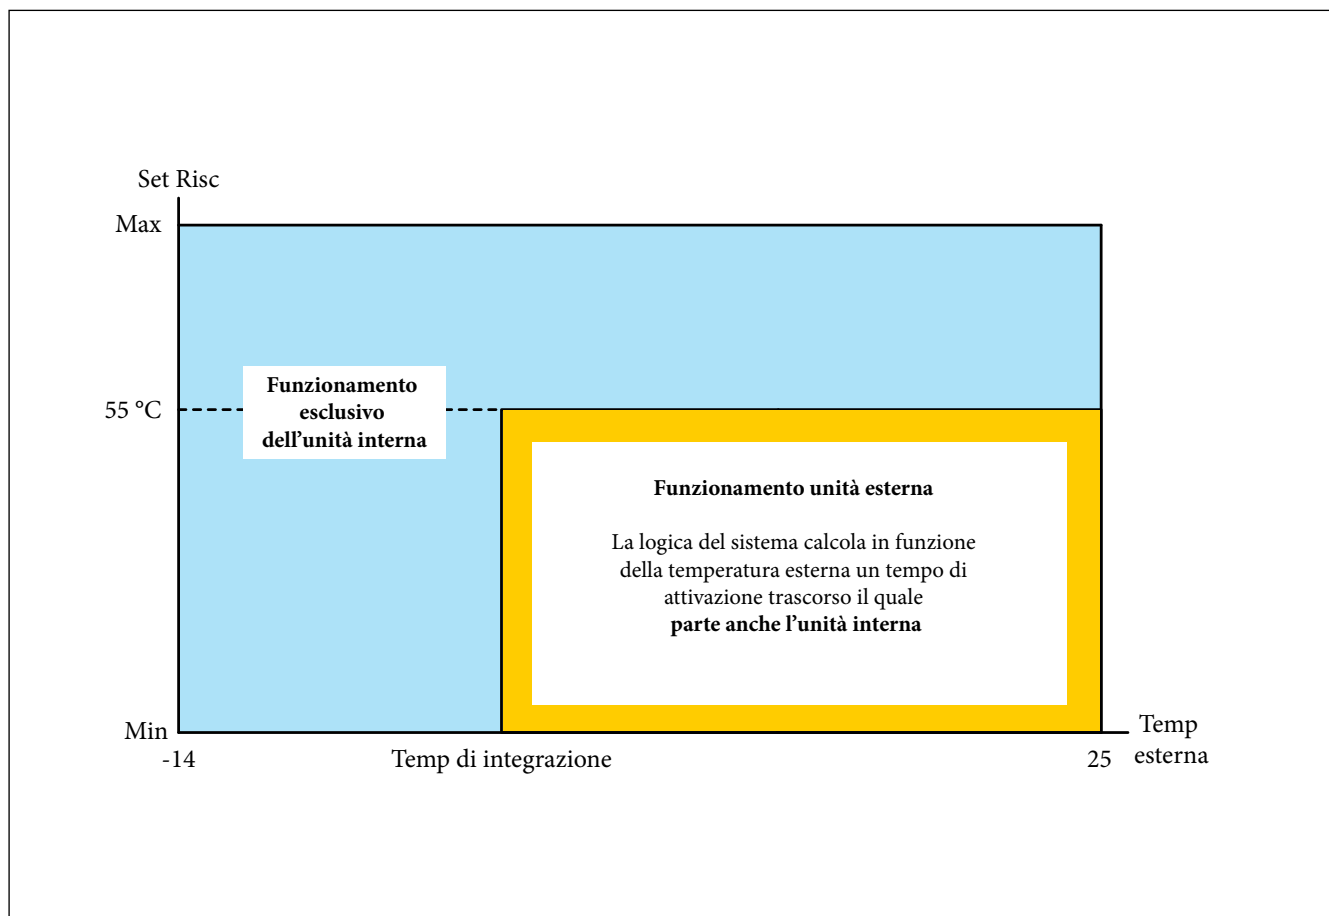 Set Risc
Max
Funzionamento
esclusivo
dell’unità interna
55 °C
Funzionamento unità esterna
La logica del sistema calcola in funzione
della temperatura esterna un tempo di
attivazione trascorso il quale
parte anche l’unità interna
Min
-14
Temp di integrazione
25
Temp
esterna